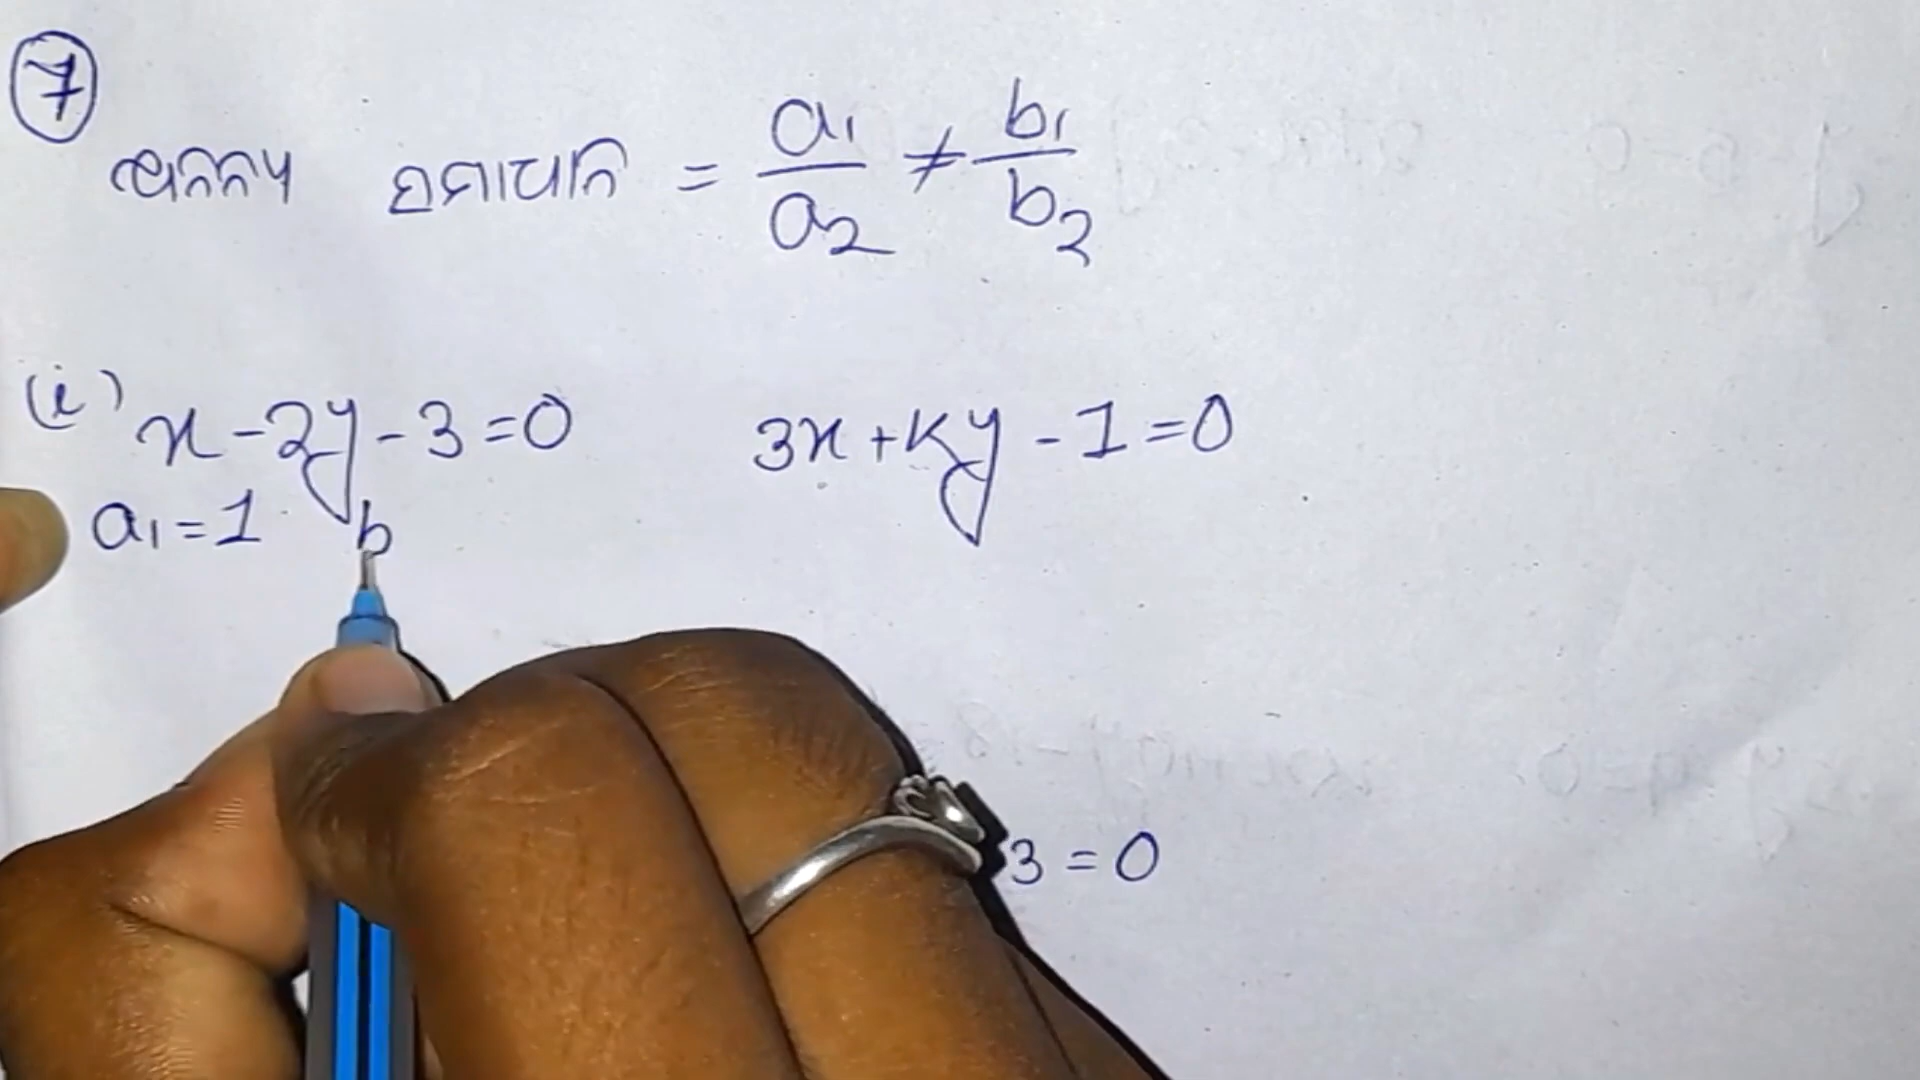 7
ଅନନ୍ୟ ସମାଧାନ = a1/a2 ≠ b1/b2
(i) x - 2y - 3 = 0 3x + ky - 1 = 0
a1 = 1 b
3 = 0